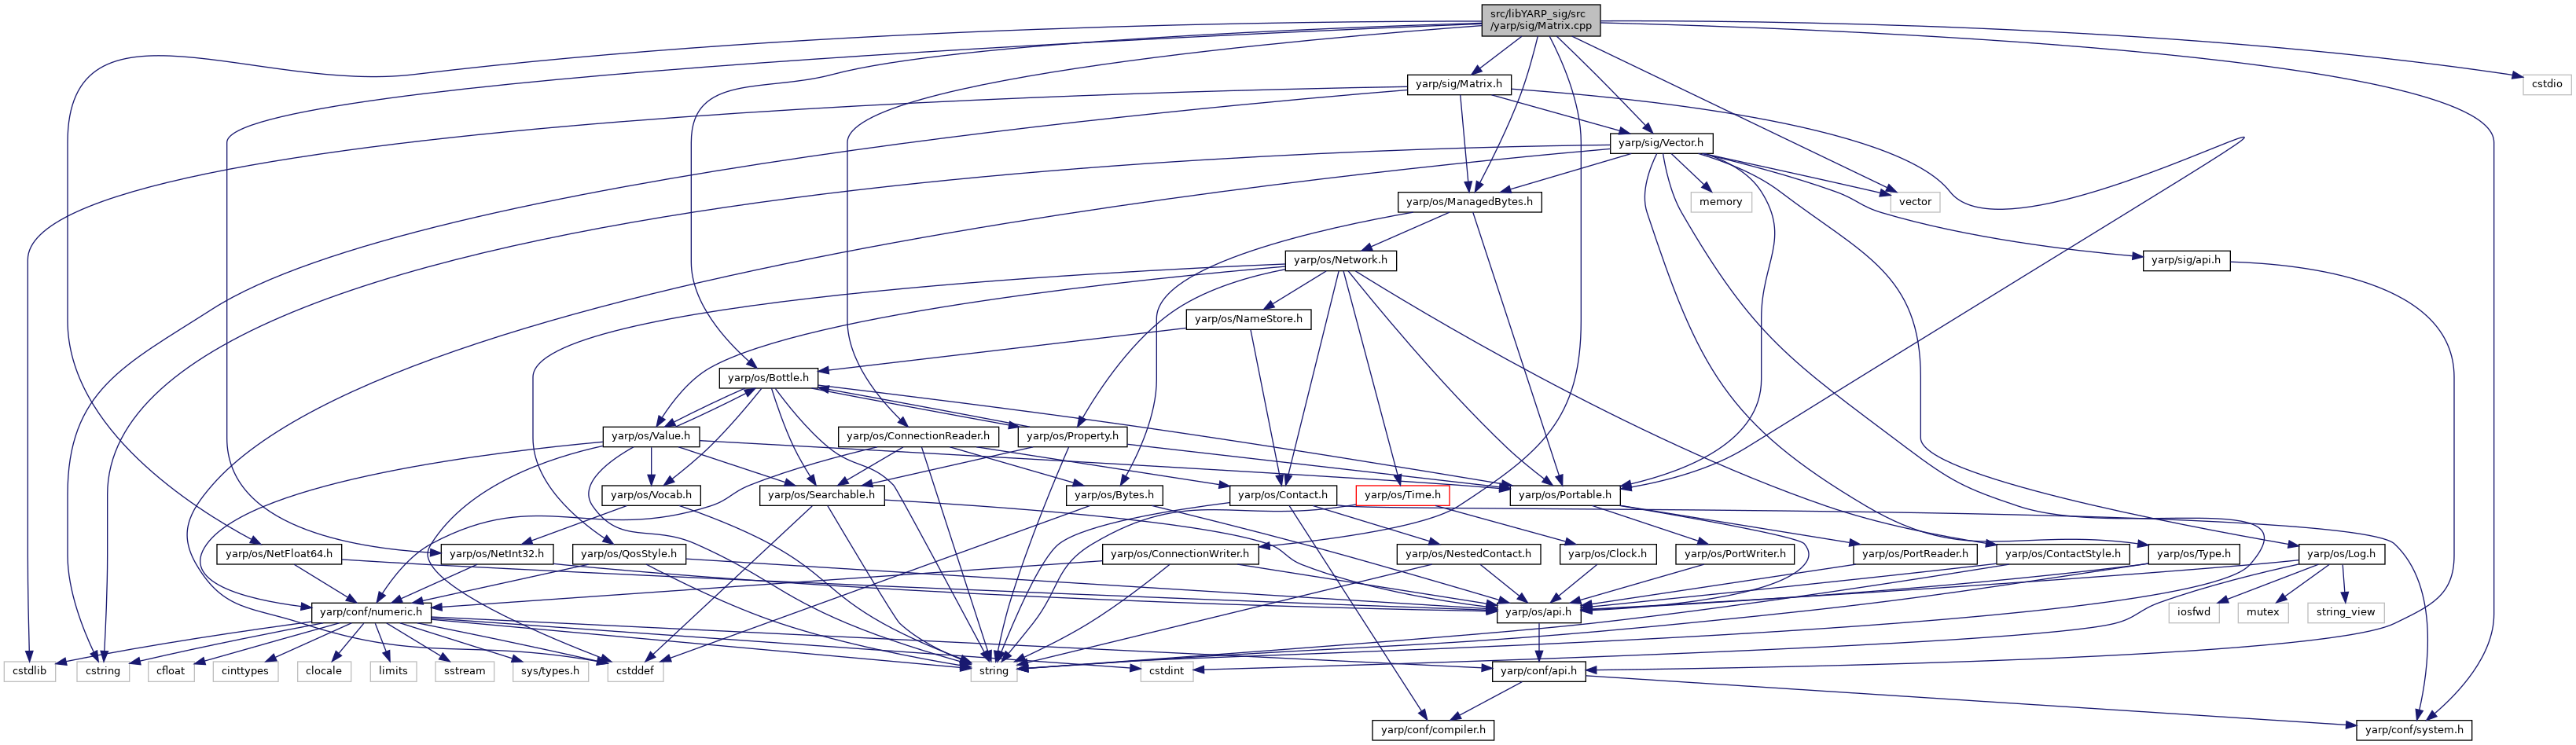 src/libYARP_sig/src
/yarp/sig/Matrix.cpp
yarp/sig/Matrix.h
cstdio
yarp/sig/Vector.h
yarp/os/ManagedBytes.h
memory
vector
yarp/os/Network.h
yarp/sig/api.h
yarp/os/NameStore.h
yarp/os/Bottle.h
yarp/os/Value.h
yarp/os/ConnectionReader.h
yarp/os/Property.h
yarp/os/Vocab.h
yarp/os/Searchable.h
yarp/os/Bytes.h
yarp/os/Contact.h
yarp/os/Time.h
yarp/os/Portable.h
yarp/os/NetFloat64.h
yarp/os/NetInt32.h
yarp/os/QosStyle.h
yarp/os/ConnectionWriter.h
yarp/os/NestedContact.h
yarp/os/Clock.h
yarp/os/PortWriter.h
yarp/os/PortReader.h
yarp/os/ContactStyle.h
yarp/os/Type.h
yarp/os/Log.h
yarp/conf/numeric.h
yarp/os/api.h
iosfwd
mutex
string_view
cstdlib
cstring
cfloat
cinttypes
clocale
limits
sstream
sys/types.h
cstddef
string
cstdint
yarp/conf/api.h
yarp/conf/compiler.h
yarp/conf/system.h